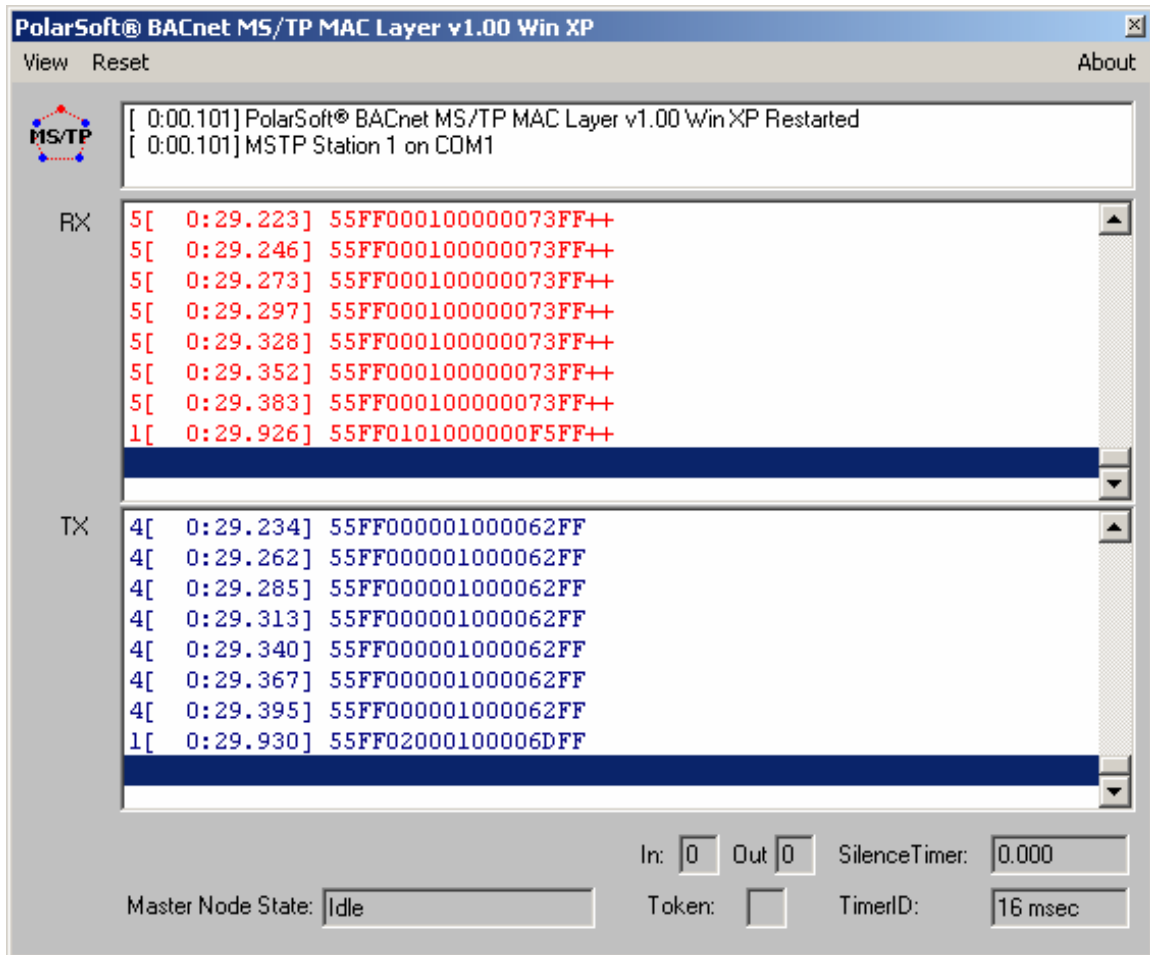 PolarSoft® BACnet MS/TP MAC Layer v1.00 Win XP
View Reset About
MS/TP
[ 0:00.101] PolarSoft® BACnet MS/TP MAC Layer v1.00 Win XP Restarted
[ 0:00.101] MSTP Station 1 on COM1
RX
5[ 0:29.223] 55FF000100000073FF++
5[ 0:29.246] 55FF000100000073FF++
5[ 0:29.273] 55FF000100000073FF++
5[ 0:29.297] 55FF000100000073FF++
5[ 0:29.328] 55FF000100000073FF++
5[ 0:29.352] 55FF000100000073FF++
5[ 0:29.383] 55FF000100000073FF++
1[ 0:29.926] 55FF0101000000F5FF++
TX
4[ 0:29.234] 55FF000001000062FF
4[ 0:29.262] 55FF000001000062FF
4[ 0:29.285] 55FF000001000062FF
4[ 0:29.313] 55FF000001000062FF
4[ 0:29.340] 55FF000001000062FF
4[ 0:29.367] 55FF000001000062FF
4[ 0:29.395] 55FF000001000062FF
1[ 0:29.930] 55FF02000100006DFF
In: 0 Out 0 SilenceTimer: 0.000
Master Node State: Idle Token: TimerID: 16 msec